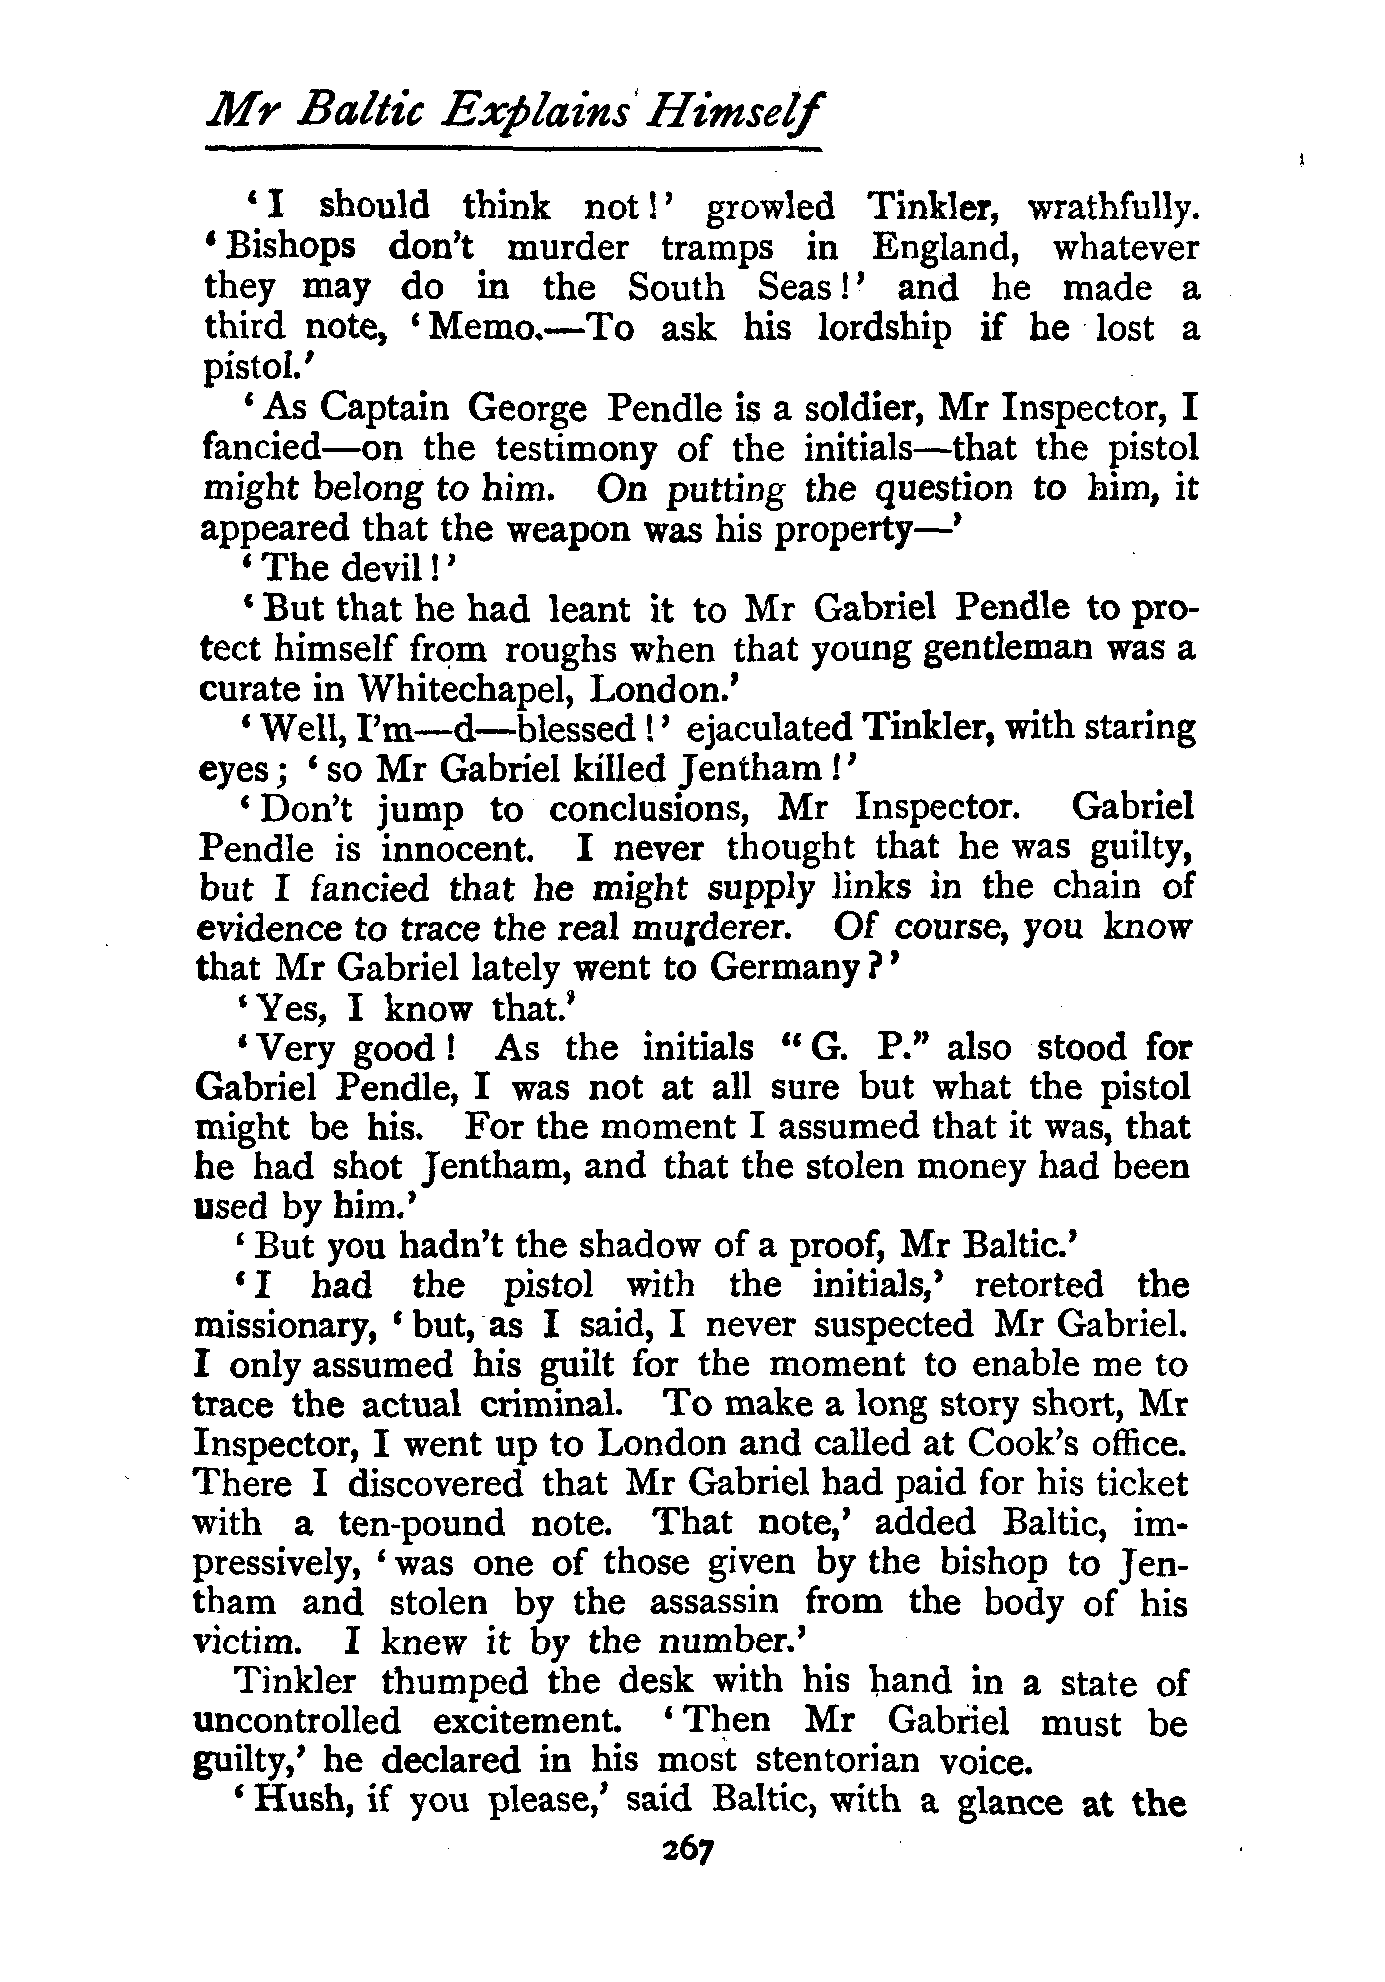 Mr Baltic Explains Himself
‘I should think not!’ growled Tinkler, wrathfully.
‘Bishops don’t murder tramps in England, whatever
they may do in the South Seas!’ and he made a
third note, ‘Memo.—To ask his lordship if he lost a
pistol.’
‘As Captain George Pendle is a soldier, Mr Inspector, I
fancied—on the testimony of the initials—that the pistol
might belong to him. On putting the question to him, it
appeared that the weapon was his property—’
‘The devil!’
‘But that he had leant it to Mr Gabriel Pendle to pro-
tect himself from roughs when that young gentleman was a
curate in Whitechapel, London.’
‘Well, I’m—d—blessed!’ ejaculated Tinkler, with staring
eyes; ‘so Mr Gabriel killed Jentham!’
‘Don’t jump to conclusions, Mr Inspector. Gabriel
Pendle is innocent. I never thought that he was guilty,
but I fancied that he might supply links in the chain of
evidence to trace the real murderer. Of course, you know
that Mr Gabriel lately went to Germany?’
‘Yes, I know that.’
‘Very good! As the initials “G. P.” also stood for
Gabriel Pendle, I was not at all sure but what the pistol
might be his. For the moment I assumed that it was, that
he had shot Jentham, and that the stolen money had been
used by him.’
‘But you hadn’t the shadow of a proof, Mr Baltic.’
‘I had the pistol with the initials,’ retorted the
missionary, ‘but, as I said, I never suspected Mr Gabriel.
I only assumed his guilt for the moment to enable me to
trace the actual criminal. To make a long story short, Mr
Inspector, I went up to London and called at Cook’s office.
There I discovered that Mr Gabriel had paid for his ticket
with a ten-pound note. That note,’ added Baltic, im-
pressively, ‘was one of those given by the bishop to Jen-
tham and stolen by the assassin from the body of his
victim. I knew it by the number.’
Tinkler thumped the desk with his hand in a state of
uncontrolled excitement. ‘Then Mr Gabriel must be
guilty,’ he declared in his most stentorian voice.
‘Hush, if you please,’ said Baltic, with a glance at the
267